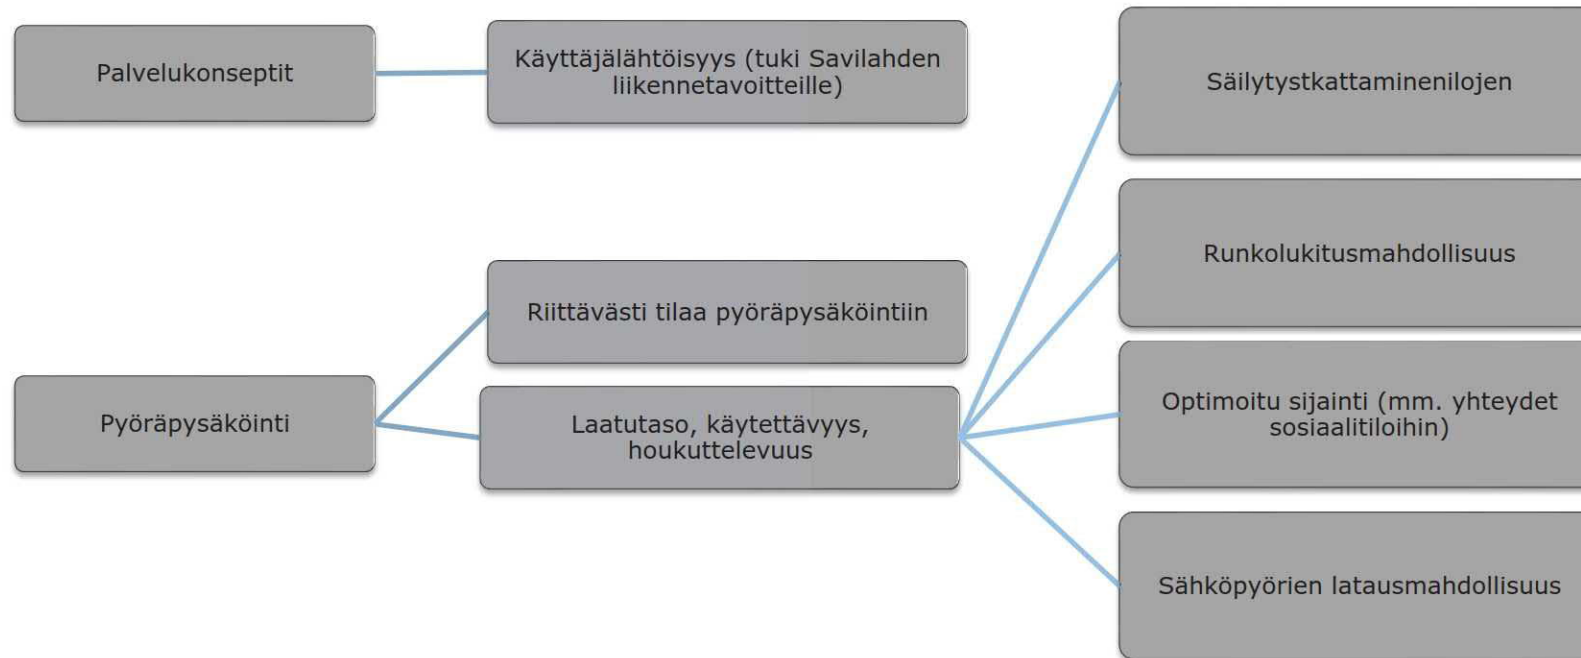 Palvelukonseptit
Käyttäjälähtöisyys (tuki Savilahden
liikennetavoitteille)
Säilytystkattaminenilojen
Runkolukitusmahdollisuus
Riittävästi tilaa pyöräpysäköintiin
Pyöräpysäköinti
Laatutaso, käytettävyys,
houkuttelevuus
Optimoitu sijainti (mm. yhteydet
sosiaalitiloihin)
Sähköpyörien latausmahdollisuus